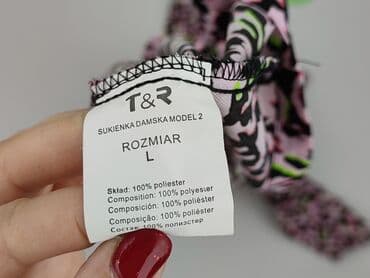 T&R
SUKIENKA DAMSKA MODEL 2
ROZMIAR
L
Skład: 100% poliester
Composition: 100% polyester
Composición: 100% poliéster
Composição: 100% poliéster
Состав: 100% полиэстер